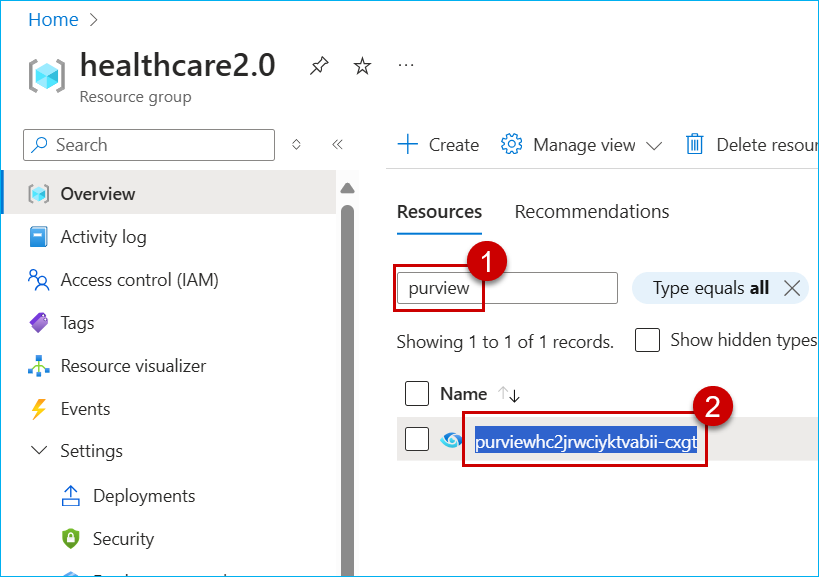 Home >
healthcare2.0 ...
Resource group
Search
Create Manage view Delete resour
Overview
Activity log
Access control (IAM)
Tags
Resource visualizer
Events
Settings
Deployments
Security
Resources Recommendations
1
purview Type equals all
Showing 1 to 1 of 1 records. Show hidden types
Name
2
purviewhc2jrwciyktvabii-cxgt